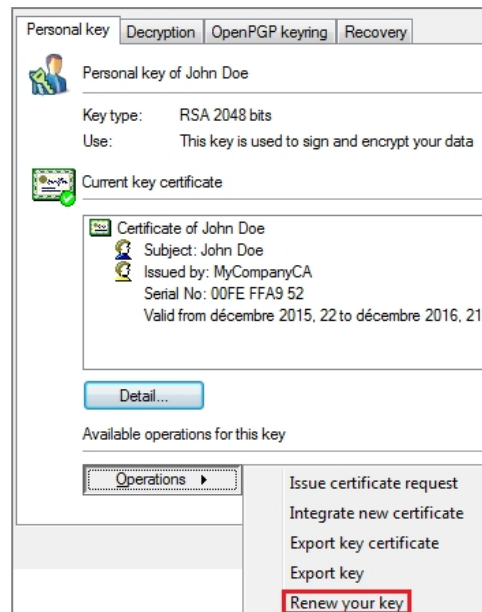 Personal key Decryption OpenPGP keyring Recovery
Personal key of John Doe
Key type: RSA 2048 bits
Use: This key is used to sign and encrypt your data
Current key certificate
Certificate of John Doe
Subject: John Doe
Issued by: MyCompanyCA
Serial No: 00FE FFA9 52
Valid from décembre 2015, 22 to décembre 2016, 21
Detail...
Available operations for this key
Operations
Issue certificate request
Integrate new certificate
Export key certificate
Export key
Renew your key